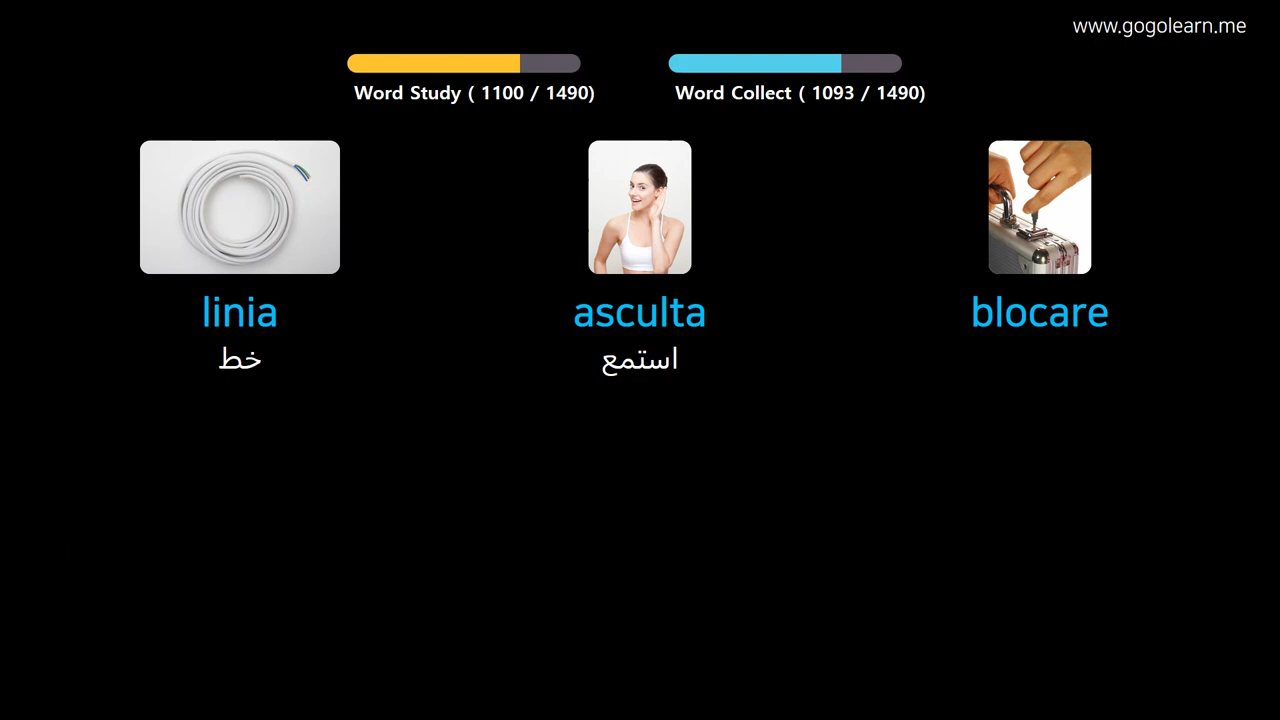 www.gogolearn.me
Word Study ( 1100 / 1490)
Word Collect ( 1093 / 1490)
linia
asculta
blocare
خط
استمع